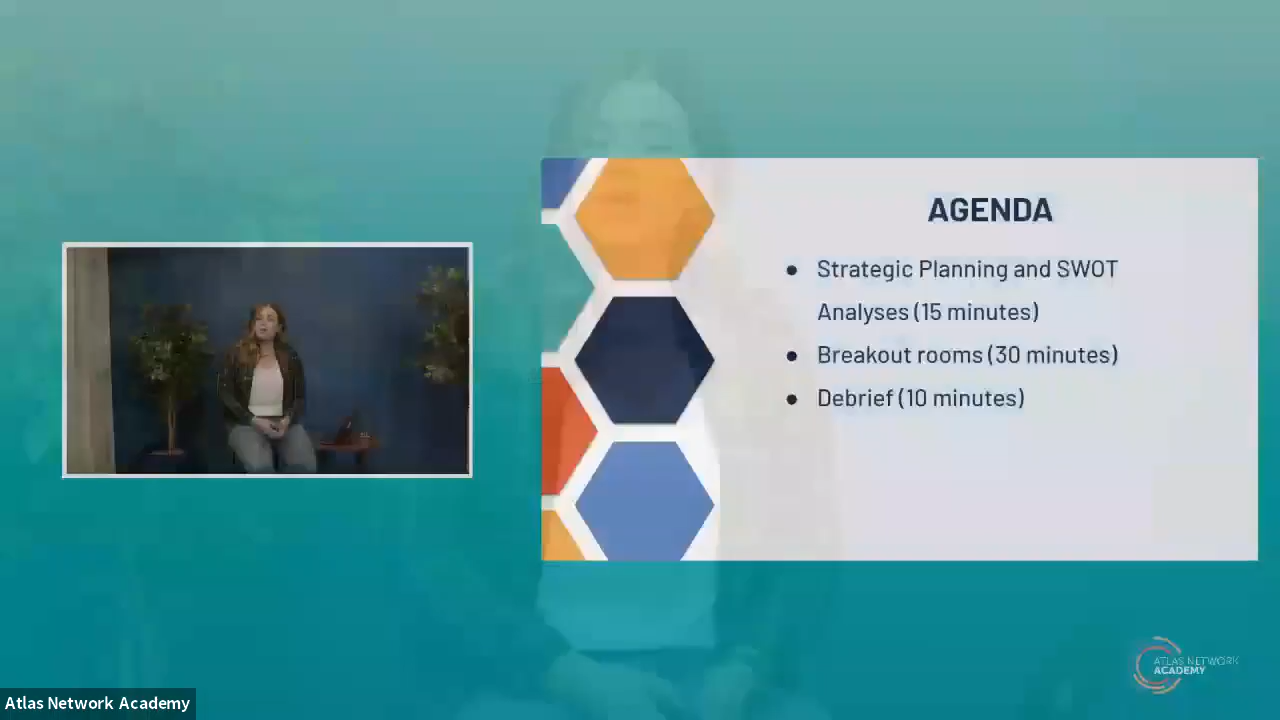 AGENDA
● Strategic Planning and SWOT
Analyses (15 minutes)
● Breakout rooms (30 minutes)
● Debrief (10 minutes)
ATLAS NETWORK
ACADEMY
Atlas Network Academy